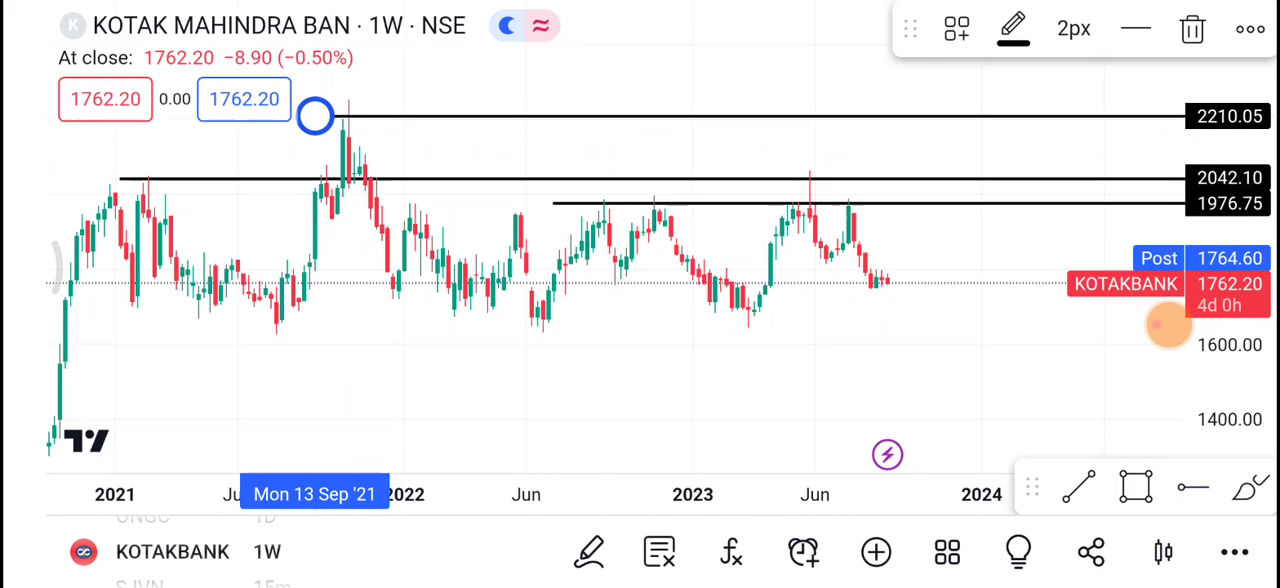 K KOTAK MAHINDRA BAN · 1W · NSE
2px
At close: 1762.20 −8.90 (−0.50%)
1762.20 0.00 1762.20
2210.05
2042.10
1976.75
Post 1764.60
KOTAKBANK 1762.20
4d 0h
1600.00
1400.00
2021 Ju Mon 13 Sep '21 2022 Jun 2023 Jun 2024
ONGC 1D
KOTAKBANK 1W
SJVN 15m